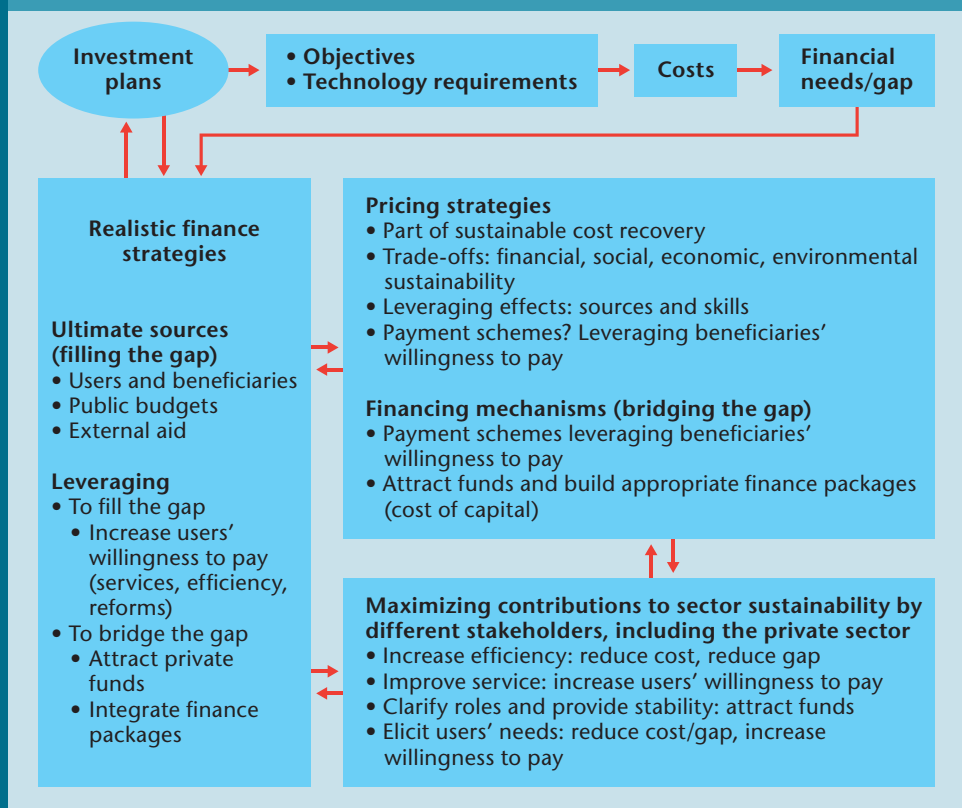 Investment
plans
• Objectives
• Technology requirements
Costs
Financial
needs/gap
Realistic finance
strategies
Ultimate sources
(filling the gap)
• Users and beneficiaries
• Public budgets
• External aid
Leveraging
• To fill the gap
• Increase users’
willingness to pay
(services, efficiency,
reforms)
• To bridge the gap
• Attract private
funds
• Integrate finance
packages
Pricing strategies
• Part of sustainable cost recovery
• Trade-offs: financial, social, economic, environmental
sustainability
• Leveraging effects: sources and skills
• Payment schemes? Leveraging beneficiaries’
willingness to pay
Financing mechanisms (bridging the gap)
• Payment schemes leveraging beneficiaries’
willingness to pay
• Attract funds and build appropriate finance packages
(cost of capital)
Maximizing contributions to sector sustainability by
different stakeholders, including the private sector
• Increase efficiency: reduce cost, reduce gap
• Improve service: increase users’ willingness to pay
• Clarify roles and provide stability: attract funds
• Elicit users’ needs: reduce cost/gap, increase
willingness to pay